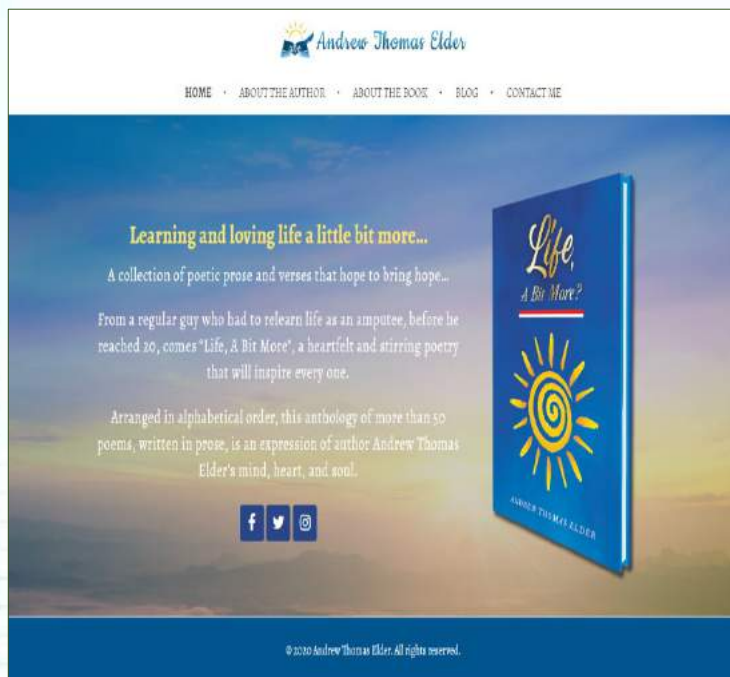 Andrew Thomas Elder
HOME • ABOUT THE AUTHOR • ABOUT THE BOOK • BLOG • CONTACT ME
Learning and loving life a little bit more...
A collection of poetic prose and verses that hope to bring hope...
From a regular guy who had to relearn life as an amputee, before he
reached 20, comes "Life, A Bit More", a heartfelt and stirring poetry
that will inspire every one.
Arranged in alphabetical order, this anthology of more than 50
poems, written in prose, is an expression of author Andrew Thomas
Elder's mind, heart, and soul.
Life,
A Bit More?
ANDREW THOMAS ELDER
© 2020 Andrew Thomas Elder. All rights reserved.